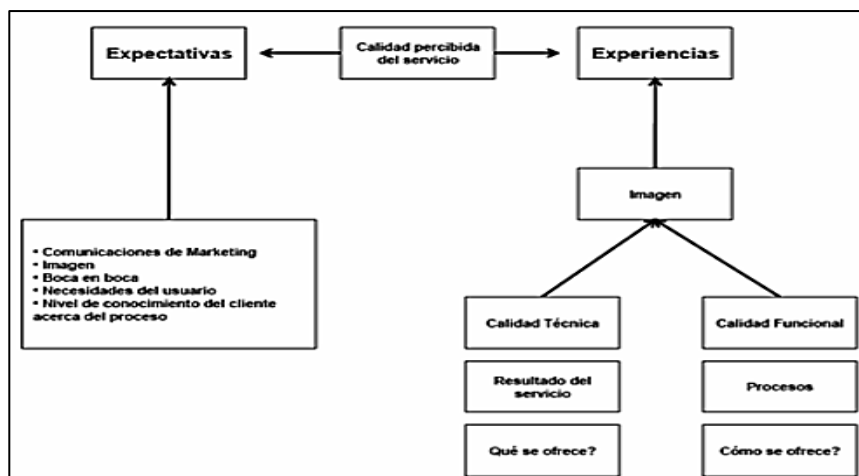 Expectativas
Calidad percibida
del servicio
Experiencias
Imagen
• Comunicaciones de Marketing
• Imagen
• Boca en boca
• Necesidades del usuario
• Nivel de conocimiento del cliente
acerca del proceso
Calidad Técnica
Calidad Funcional
Resultado del
servicio
Procesos
Qué se ofrece?
Cómo se ofrece?